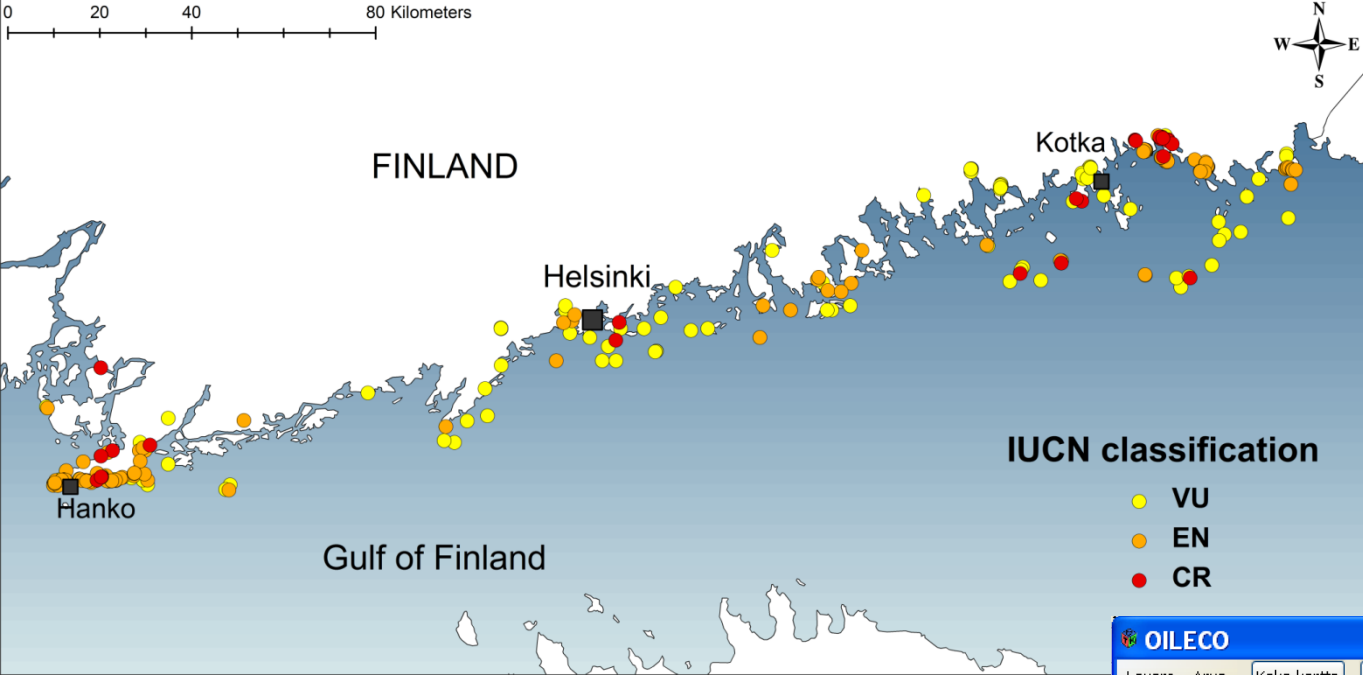 0 20 40 80 Kilometers
N
W E
S
FINLAND
Kotka
Helsinki
Hanko
Gulf of Finland
IUCN classification
VU
EN
CR
OILECO